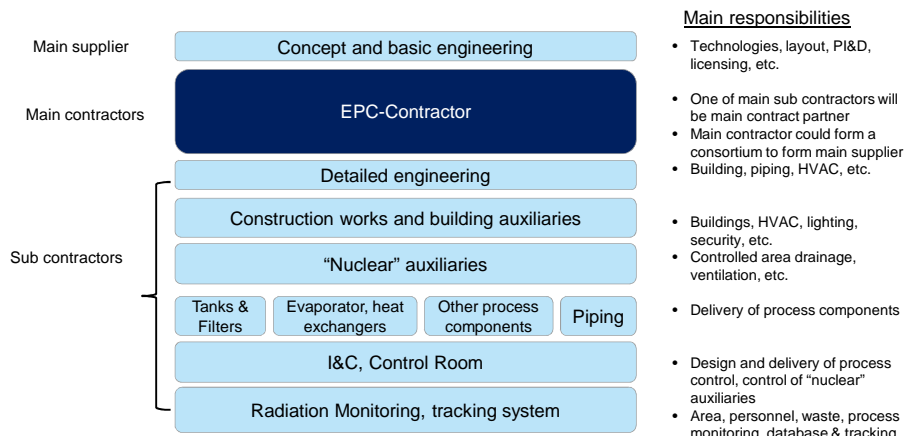 Main responsibilities
Main supplier
Concept and basic engineering
• Technologies, layout, PI&D,
licensing, etc.
Main contractors
EPC-Contractor
• One of main sub contractors will
be main contract partner
• Main contractor could form a
consortium to form main supplier
Detailed engineering
• Building, piping, HVAC, etc.
Sub contractors
Construction works and building auxiliaries
• Buildings, HVAC, lighting,
security, etc.
“Nuclear” auxiliaries
• Controlled area drainage,
ventilation, etc.
Tanks &
Filters
Evaporator, heat
exchangers
Other process
components
Piping
• Delivery of process components
I&C, Control Room
• Design and delivery of process
control, control of “nuclear”
auxiliaries
Radiation Monitoring, tracking system
• Area, personnel, waste, process
monitoring, database & tracking